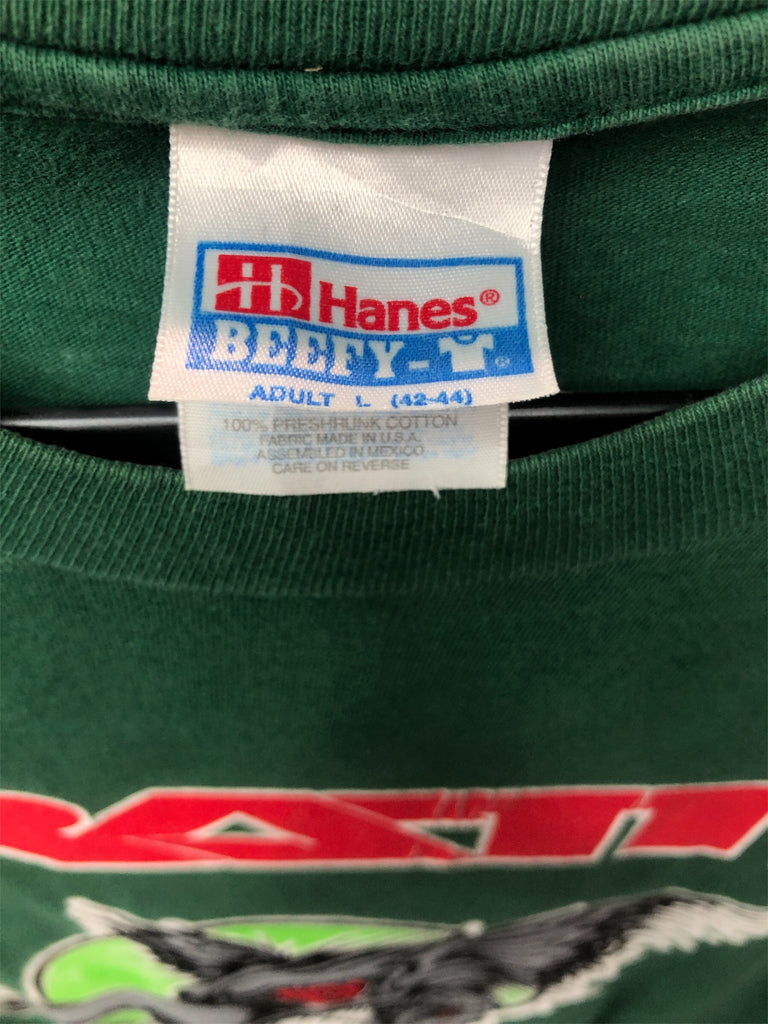 Hanes®
BEEFY-T®
ADULT L (42-44)
100% PRESHRUNK COTTON
FABRIC MADE IN U.S.A.
ASSEMBLED IN MEXICO
CARE ON REVERSE